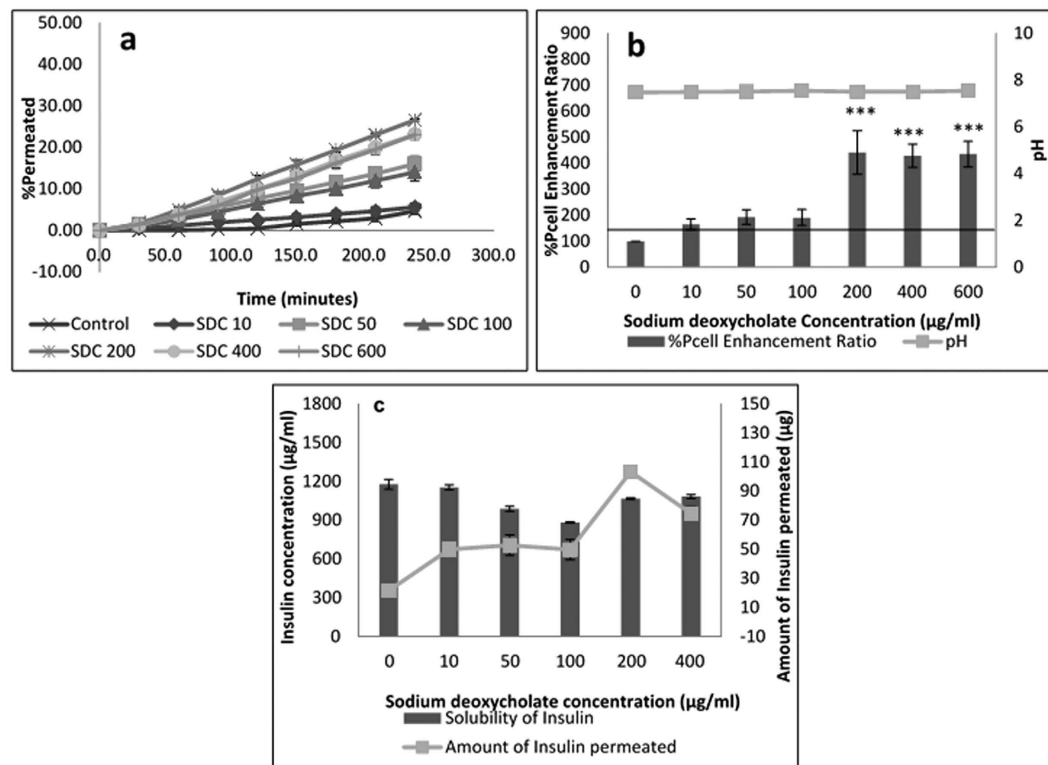 a
50.00
40.00
30.00
20.00
10.00
0.00
-10.00
%Permeated
0.0 50.0 100.0 150.0 200.0 250.0 300.0
Time (minutes)
Control SDC 10 SDC 50 SDC 100
SDC 200 SDC 400 SDC 600
b
900
800
700
600
500
400
300
200
100
0
%Pcell Enhancement Ratio
*** *** ***
10
8
6
4
2
0
pH
0 10 50 100 200 400 600
Sodium deoxycholate Concentration (μg/ml)
%Pcell Enhancement Ratio pH
c
1800
1500
1200
900
600
300
0
Insulin concentration (μg/ml)
150
130
110
90
70
50
30
10
-10
Amount of Insulin permeated (μg)
0 10 50 100 200 400
Sodium deoxycholate concentration (μg/ml)
Solubility of Insulin
Amount of Insulin permeated